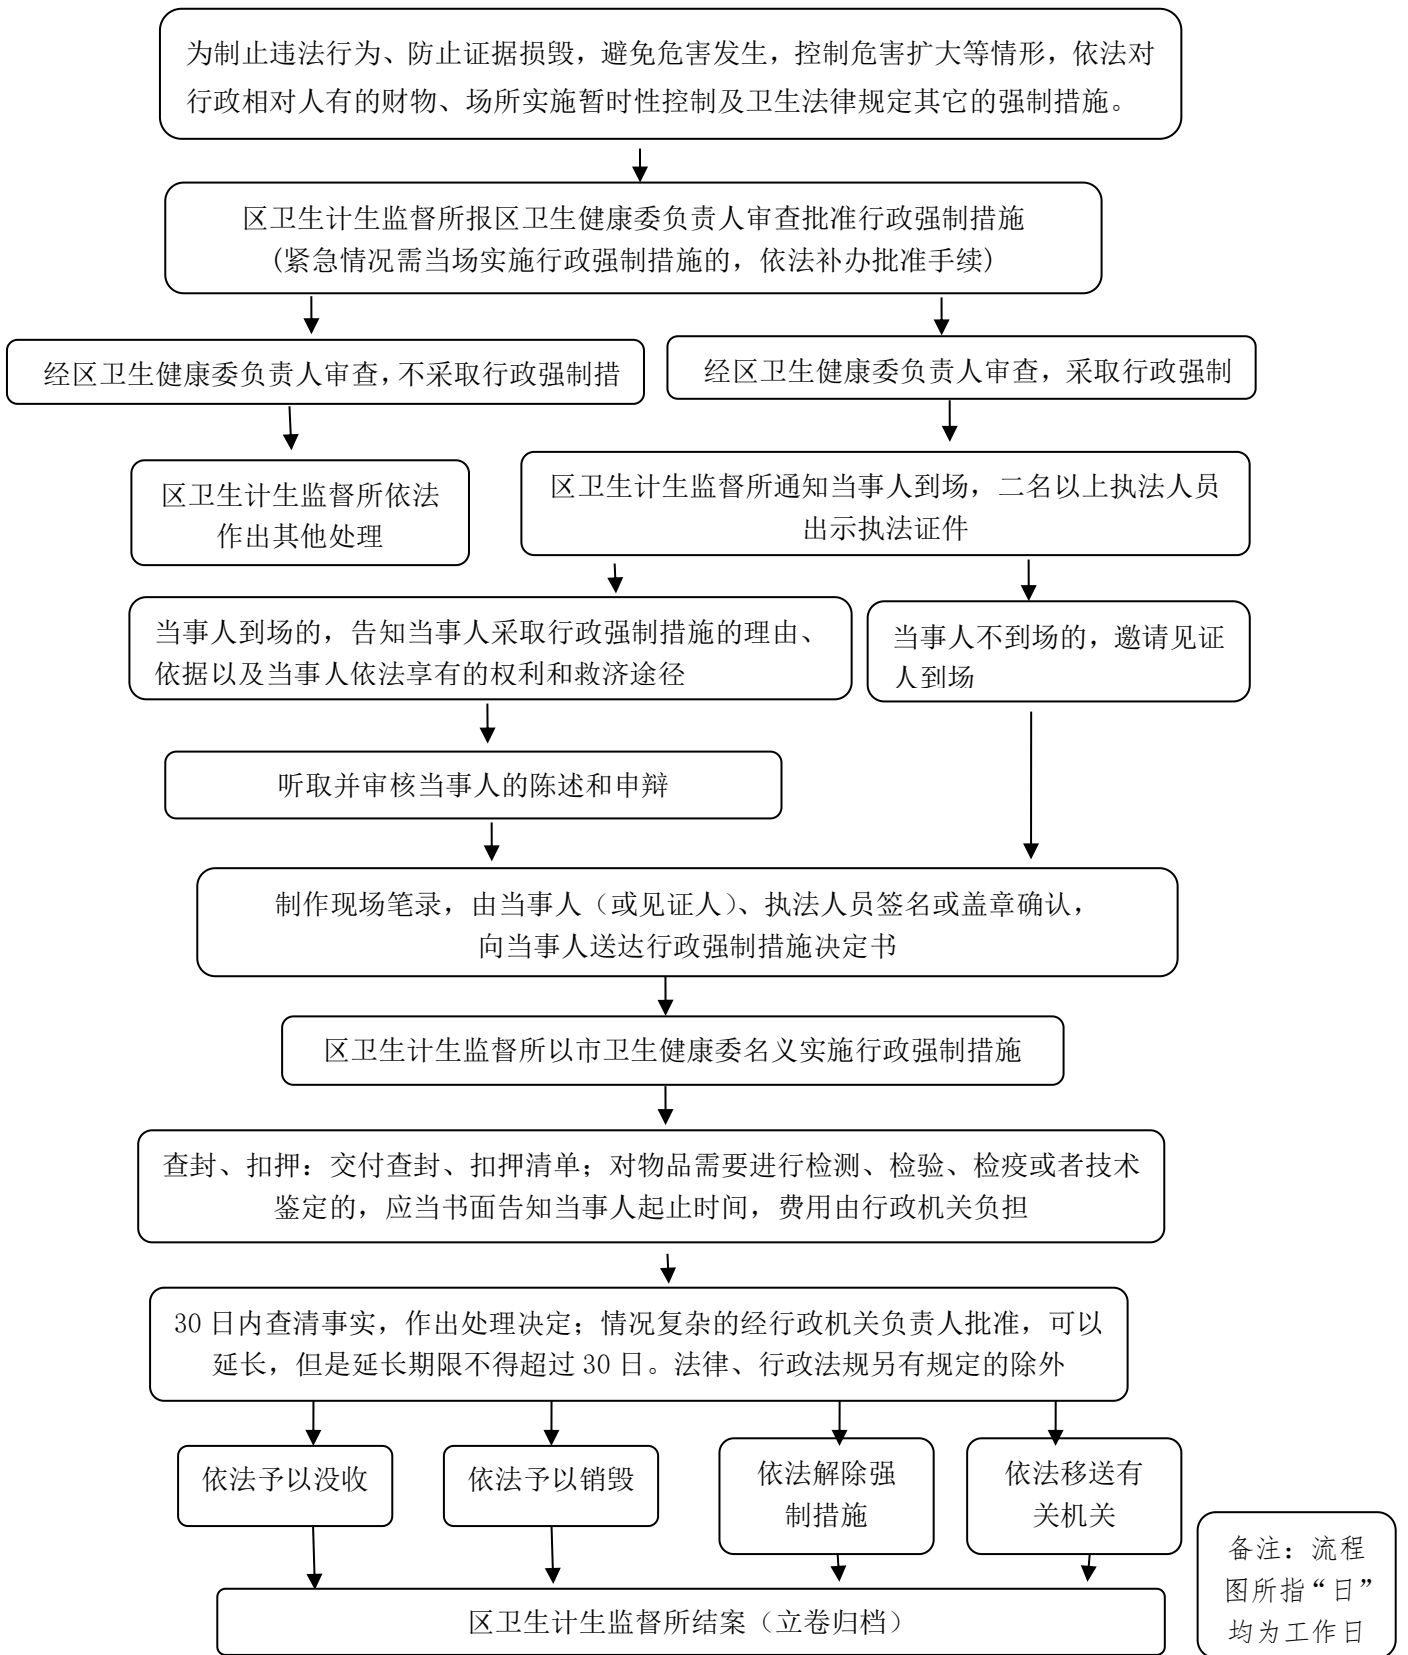 为制止违法行为、防止证据损毁，避免危害发生，控制危害扩大等情形，依法对
行政相对人有的财物、场所实施暂时性控制及卫生法律规定其它的强制措施。
区卫生计生监督所报区卫生健康委负责人审查批准行政强制措施
(紧急情况需当场实施行政强制措施的，依法补办批准手续)
经区卫生健康委负责人审查，不采取行政强制措
经区卫生健康委负责人审查，采取行政强制
区卫生计生监督所依法
作出其他处理
区卫生计生监督所通知当事人到场，二名以上执法人员
出示执法证件
当事人到场的，告知当事人采取行政强制措施的理由、
依据以及当事人依法享有的权利和救济途径
当事人不到场的，邀请见证
人到场
听取并审核当事人的陈述和申辩
制作现场笔录，由当事人（或见证人）、执法人员签名或盖章确认，
向当事人送达行政强制措施决定书
区卫生计生监督所以市卫生健康委名义实施行政强制措施
查封、扣押：交付查封、扣押清单；对物品需要进行检测、检验、检疫或者技术
鉴定的，应当书面告知当事人起止时间，费用由行政机关负担
30 日内查清事实，作出处理决定；情况复杂的经行政机关负责人批准，可以
延长，但是延长期限不得超过 30 日。法律、行政法规另有规定的除外
依法予以没收
依法予以销毁
依法解除强
制措施
依法移送有
关机关
备注：流程
图所指“日”
均为工作日
区卫生计生监督所结案（立卷归档）